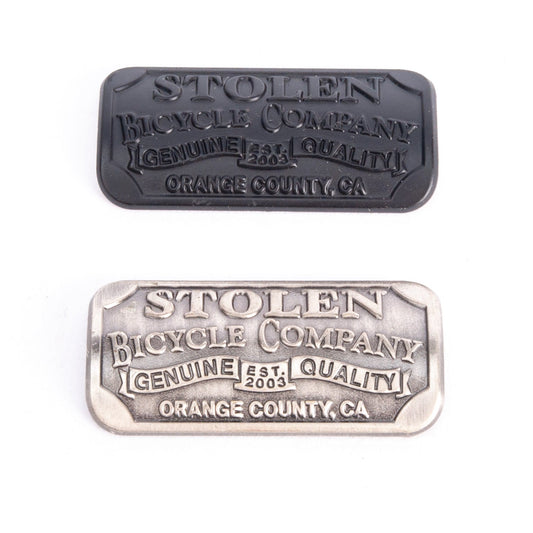 STOLEN
BICYCLE COMPANY
GENUINE EST. 2003 QUALITY
ORANGE COUNTY, CA
STOLEN
BICYCLE COMPANY
GENUINE EST. 2003 QUALITY
ORANGE COUNTY, CA